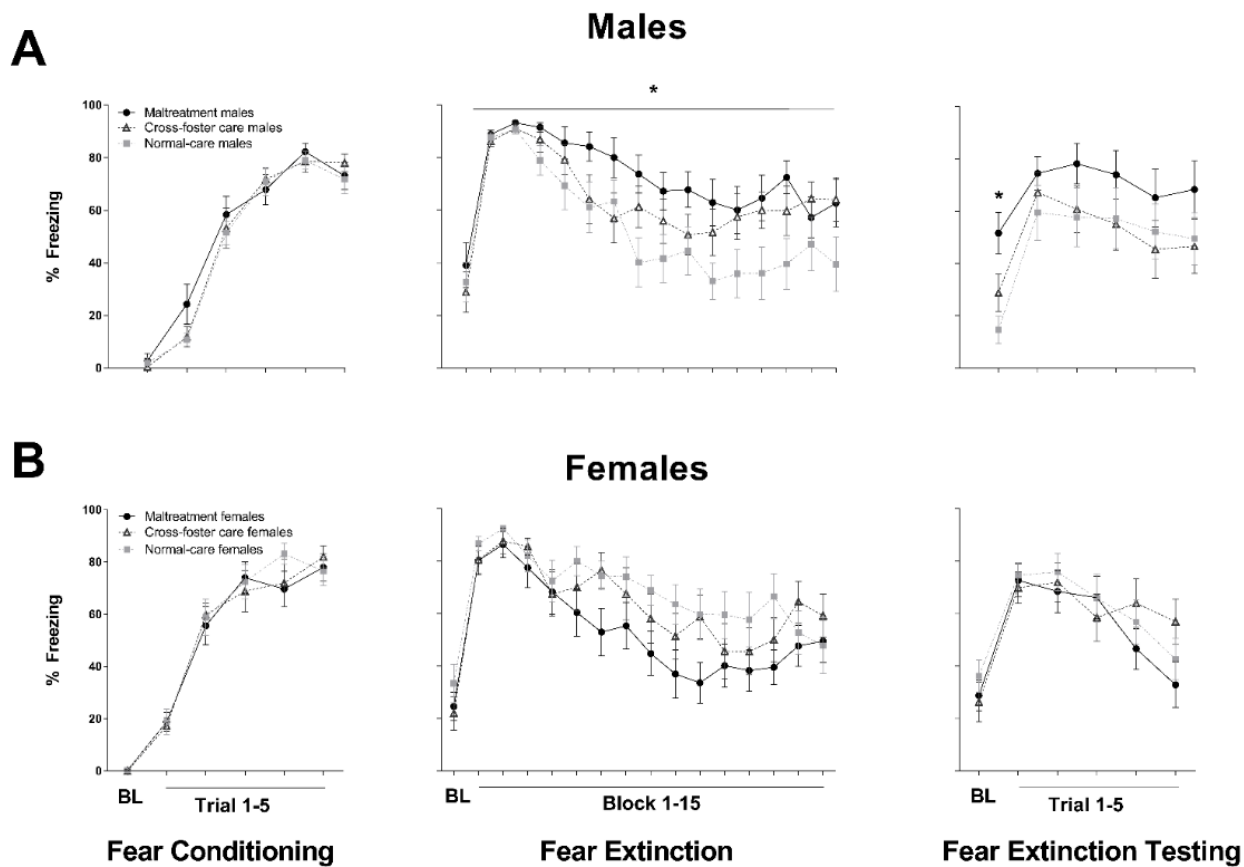 Males
A
*
100
80
60
40
20
0
% Freezing
Maltreatment males
Cross-foster care males
Normal-care males
*
Females
B
100
80
60
40
20
0
% Freezing
Maltreatment females
Cross-foster care females
Normal-care females
BL Trial 1-5
BL Block 1-15
BL Trial 1-5
Fear Conditioning Fear Extinction Fear Extinction Testing